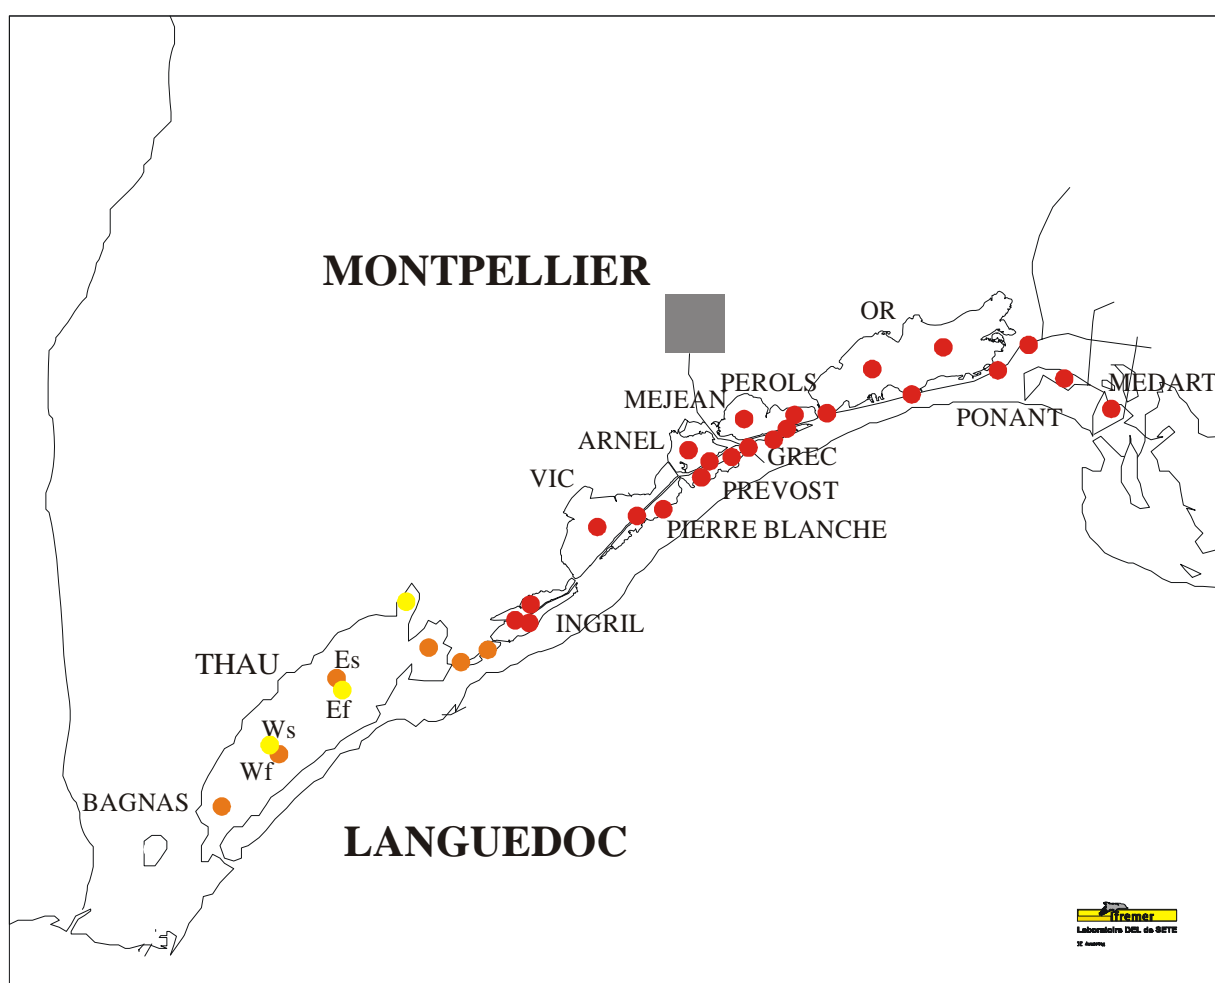 MONTPELLIER
OR
PEROLS
MEDART
MEJEAN
PONANT
ARNEL
GREC
VIC
PREVOST
PIERRE BLANCHE
INGRIL
THAU
Es
Ef
Ws
Wf
BAGNAS
LANGUEDOC
ifremer
Laboratoire DEL de SETE